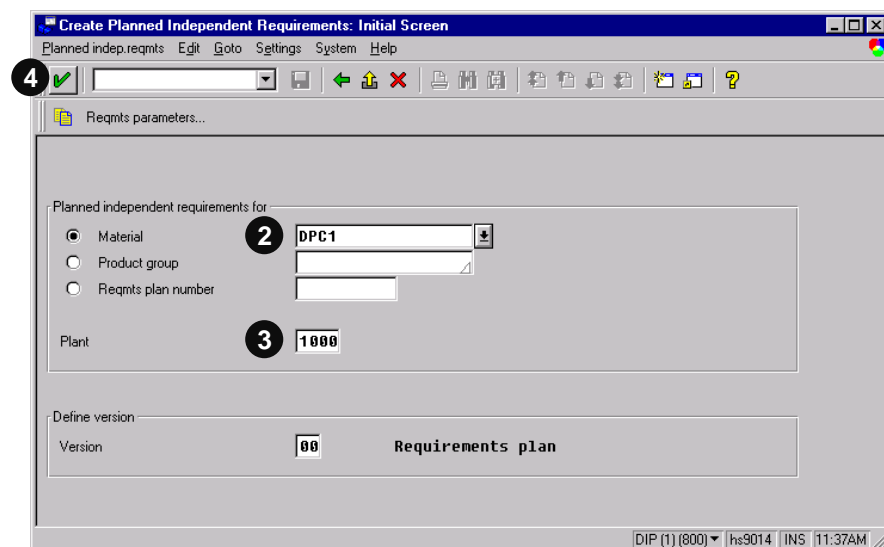 Create Planned Independent Requirements: Initial Screen
Planned indep.reqmts Edit Goto Settings System Help
4
Reqmts parameters...
Planned independent requirements for
Material 2 DPC1
Product group
Reqmts plan number
Plant 3 1000
Define version
Version 00 Requirements plan
DIP (1) (800) hs9014 INS 11:37AM